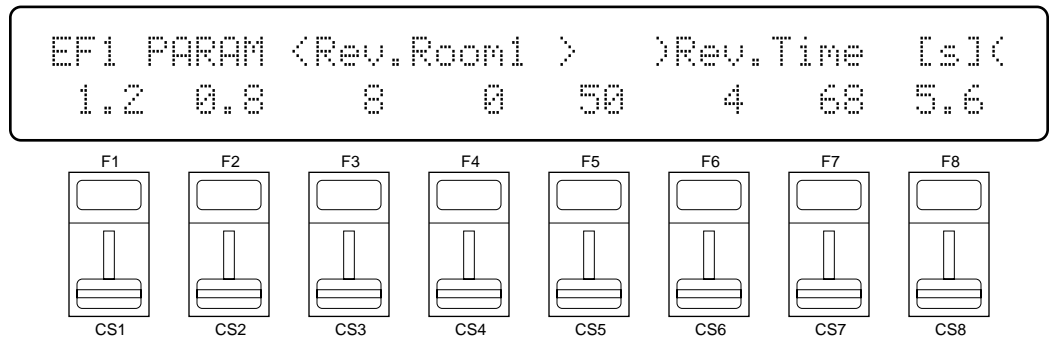 EF1 PARAM <Rev.Room1 > )Rev.Time [s](
1.2 0.8 8 0 50 4 68 5.6
F1 F2 F3 F4 F5 F6 F7 F8
CS1 CS2 CS3 CS4 CS5 CS6 CS7 CS8